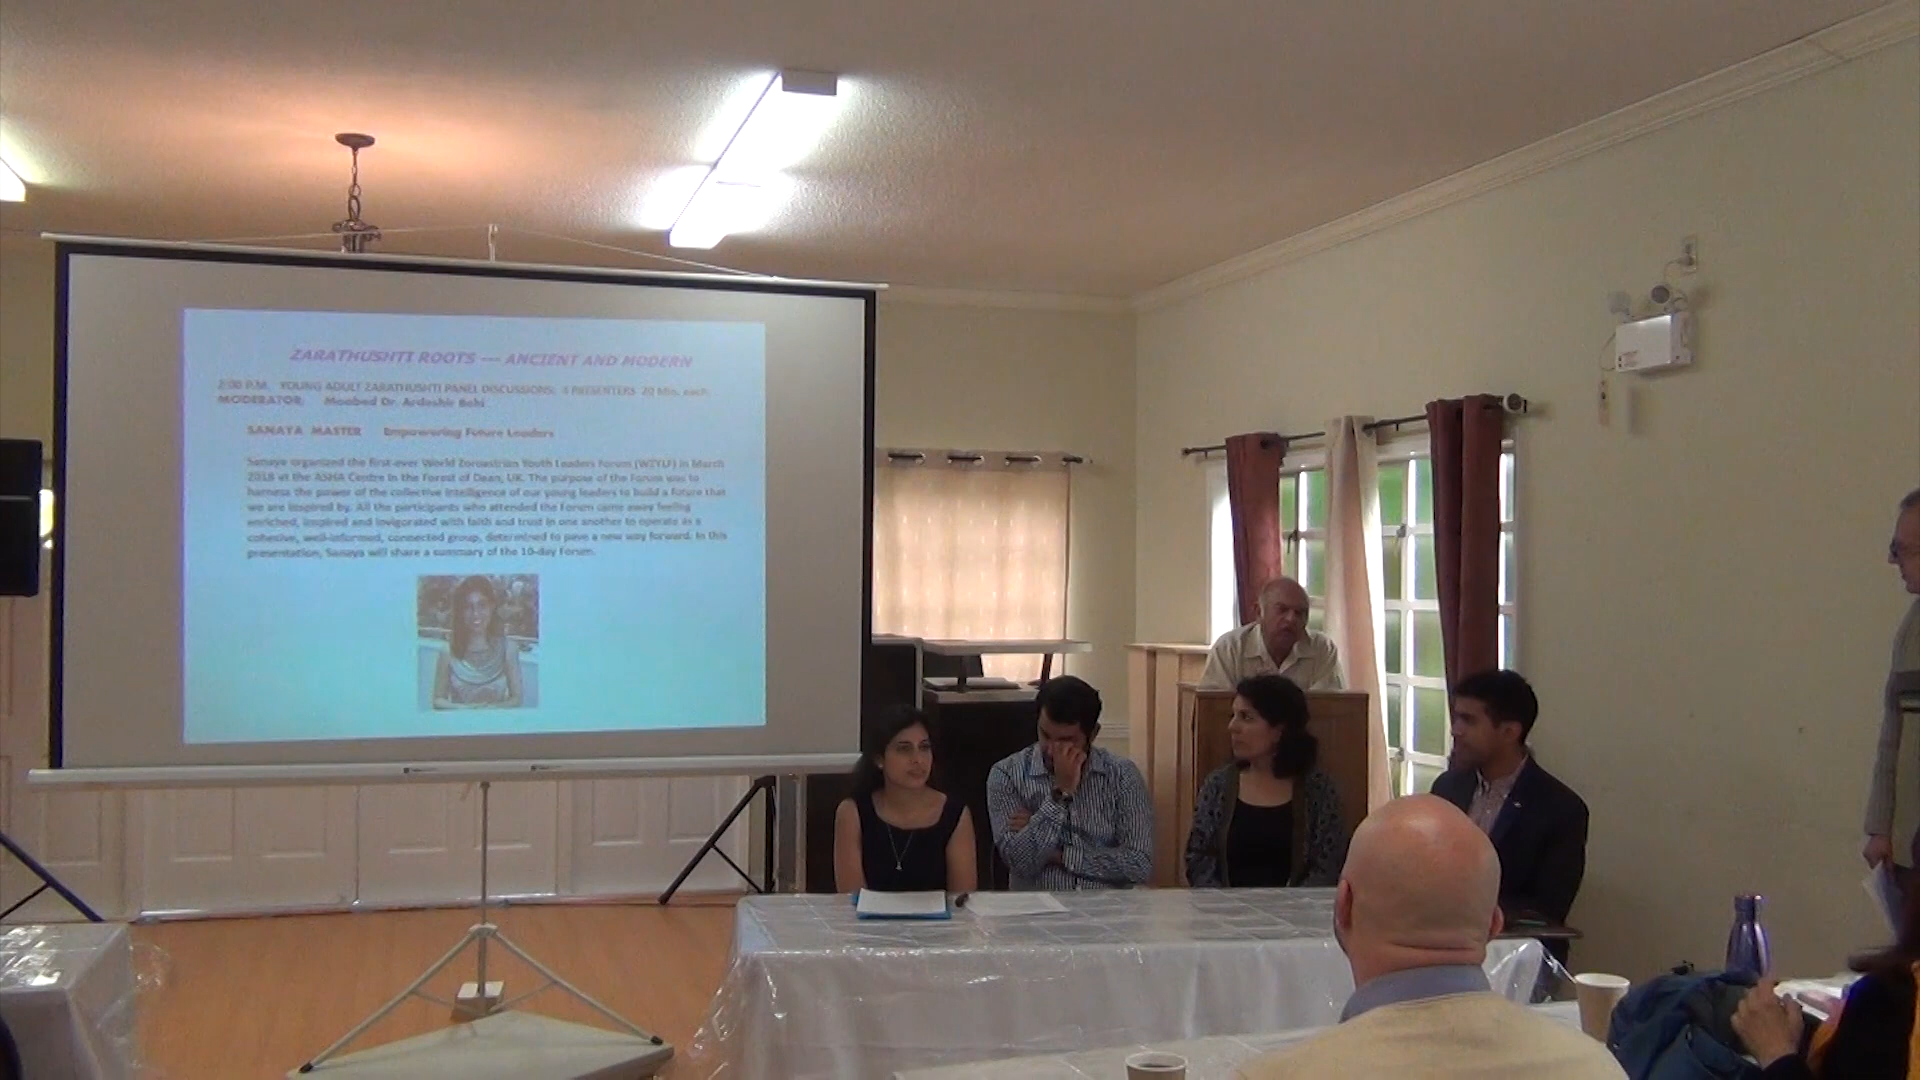 ZARATHUSHTI ROOTS --- ANCIENT AND MODERN
2:00 P.M. YOUNG ADULT ZARATHUSHTI PANEL DISCUSSIONS: 4 PRESENTERS 20 Min. each
MODERATOR: Moabed Dr. Ardeshir Behi
SANAYA MASTER Empowering Future Leaders
Sanaya organized the first-ever World Zoroastrian Youth Leaders Forum (WZYLF) in March
2018 at the ASHA Centre in the Forest of Dean, UK. The purpose of the Forum was to
harness the power of the collective intelligence of our young leaders to build a future that
we are inspired by. All the participants who attended the Forum came away feeling
enriched, inspired and invigorated with faith and trust in one another to operate as a
cohesive, well-informed, connected group, determined to pave a new way forward. In this
presentation, Sanaya will share a summary of the 10-day Forum.